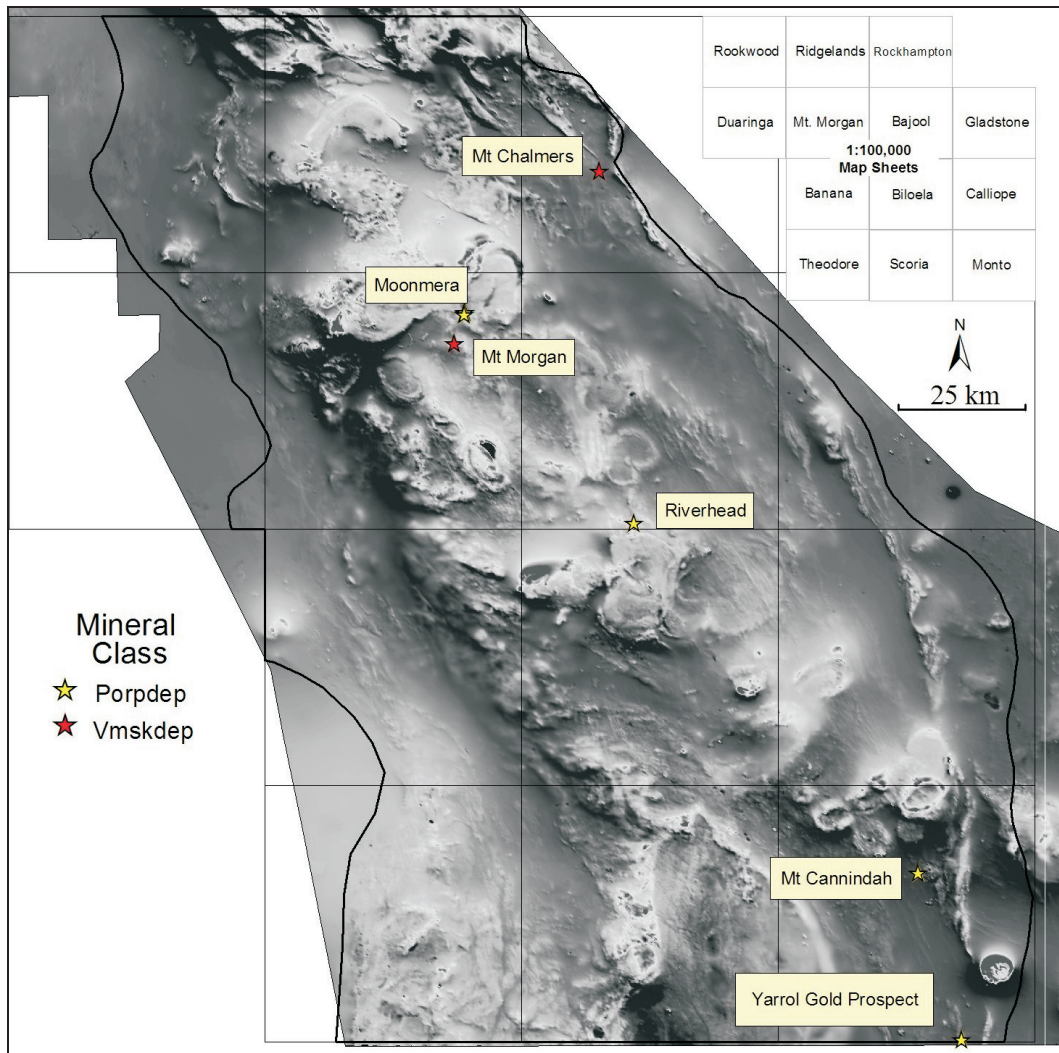 Rookwood Ridgelands Rockhampton
Duaringa Mt. Morgan Bajool Gladstone
1:100,000
Map Sheets
Banana Biloela Calliope
Theodore Scoria Monto
Mt Chalmers
Moonmera
Mt Morgan
N
25 km
Riverhead
Mineral
Class
Porpdep
Vmskdep
Mt Cannindah
Yarrol Gold Prospect